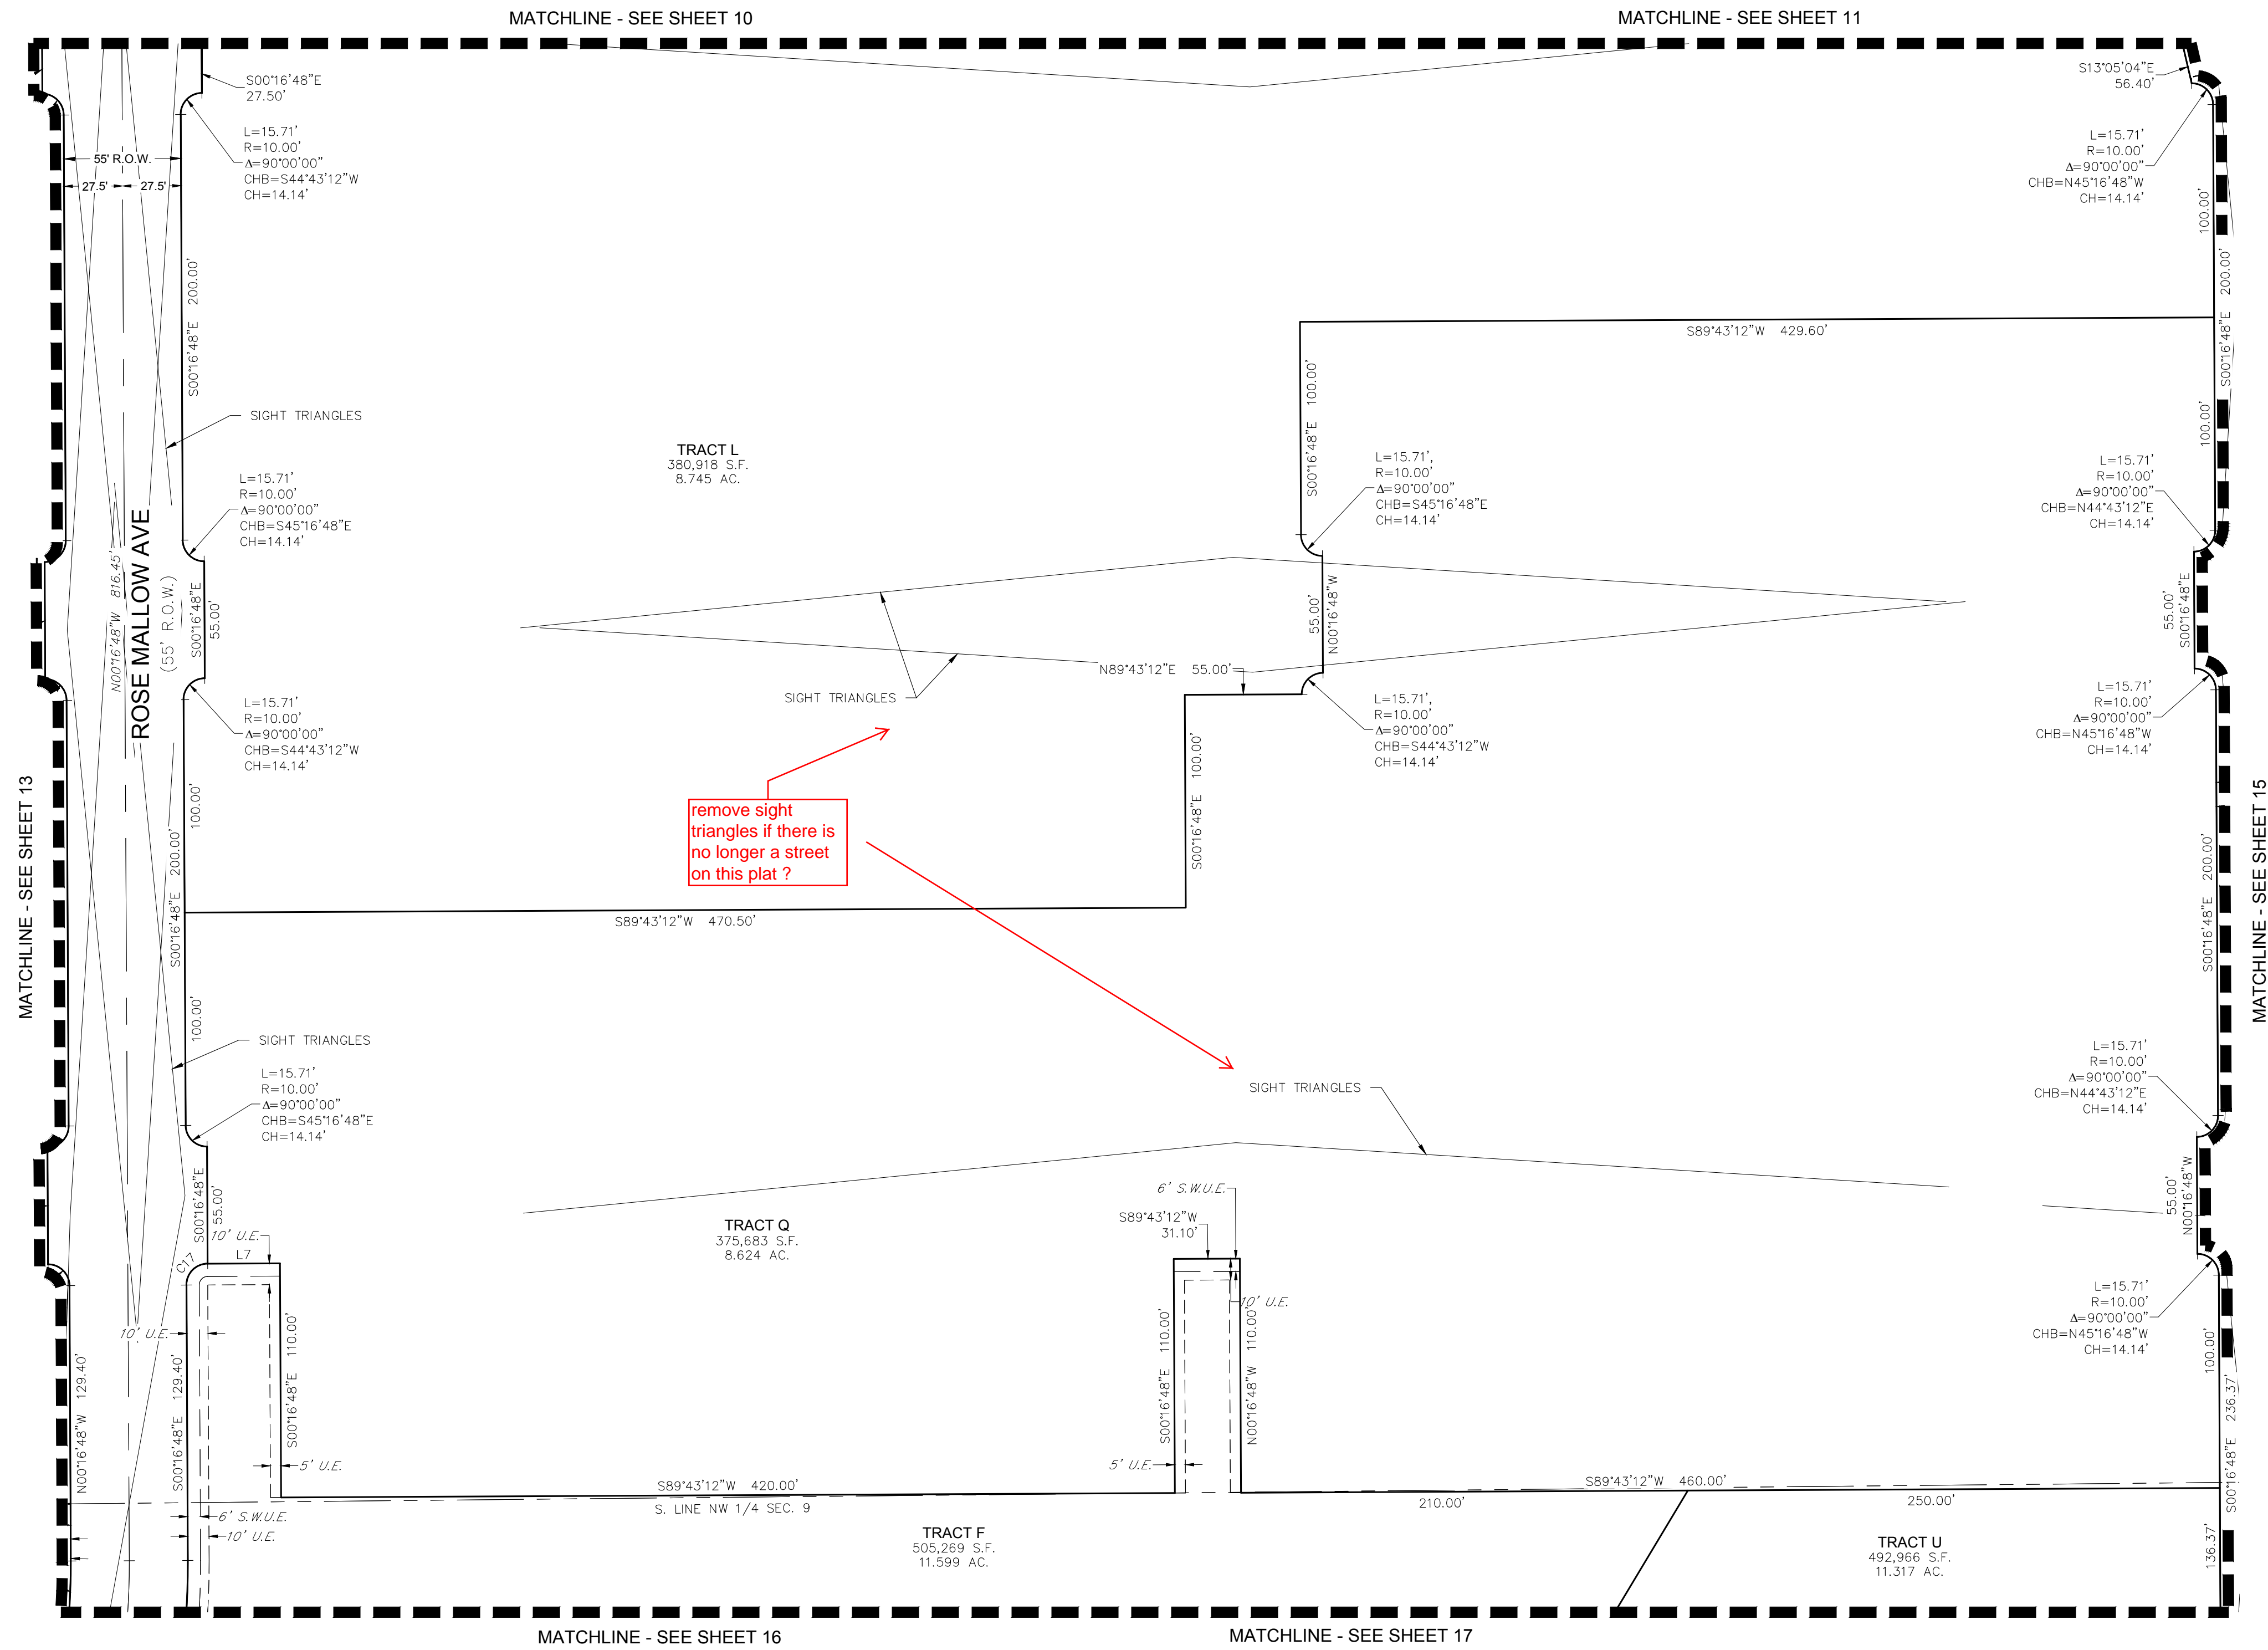 MATCHLINE - SEE SHEET 10
MATCHLINE - SEE SHEET 11
S00°16'48"E
27.50'
L=15.71'
R=10.00'
Δ=90°00'00"
CHB=S44°43'12"W
CH=14.14'
55' R.O.W.
27.5'
27.5'
S00°16'48"E 200.00'
SIGHT TRIANGLES
L=15.71'
R=10.00'
Δ=90°00'00"
CHB=S45°16'48"E
CH=14.14'
N00°16'48"W 816.45'
ROSE MALLOW AVE
(55' R.O.W.)
S00°16'48"E
55.00'
L=15.71'
R=10.00'
Δ=90°00'00"
CHB=S44°43'12"W
CH=14.14'
MATCHLINE - SEE SHEET 13
100.00'
S00°16'48"E 200.00'
100.00'
SIGHT TRIANGLES
L=15.71'
R=10.00'
Δ=90°00'00"
CHB=S45°16'48"E
CH=14.14'
S00°16'48"E
55.00'
10' U.E.
L7
C17
10' U.E.
N00°16'48"W 129.40'
S00°16'48"E 129.40'
S00°16'48"E 110.00'
5' U.E.
6' S.W.U.E.
10' U.E.
TRACT L
380,918 S.F.
8.745 AC.
SIGHT TRIANGLES
remove sight
triangles if there is
no longer a street
on this plat ?
S89°43'12"W 470.50'
N89°43'12"E 55.00'
S00°16'48"E 100.00'
S00°16'48"E 100.00'
L=15.71',
R=10.00'
Δ=90°00'00"
CHB=S45°16'48"E
CH=14.14'
55.00'
N00°16'48"W
L=15.71',
R=10.00'
Δ=90°00'00"
CHB=S44°43'12"W
CH=14.14'
S89°43'12"W 429.60'
S13°05'04"E
56.40'
L=15.71'
R=10.00'
Δ=90°00'00"
CHB=N45°16'48"W
CH=14.14'
100.00'
S00°16'48"E 200.00'
100.00'
L=15.71'
R=10.00'
Δ=90°00'00"
CHB=N44°43'12"E
CH=14.14'
55.00'
S00°16'48"E
L=15.71'
R=10.00'
Δ=90°00'00"
CHB=N45°16'48"W
CH=14.14'
S00°16'48"E 200.00'
MATCHLINE - SEE SHEET 15
L=15.71'
R=10.00'
Δ=90°00'00"
CHB=N44°43'12"E
CH=14.14'
55.00'
N00°16'48"W
L=15.71'
R=10.00'
Δ=90°00'00"
CHB=N45°16'48"W
CH=14.14'
100.00'
S00°16'48"E 236.37'
136.37'
SIGHT TRIANGLES
TRACT Q
375,683 S.F.
8.624 AC.
6' S.W.U.E.
S89°43'12"W
31.10'
10' U.E.
S00°16'48"E 110.00'
N00°16'48"W 110.00'
5' U.E.
S89°43'12"W 420.00'
S. LINE NW 1/4 SEC. 9
S89°43'12"W 460.00'
210.00'
250.00'
TRACT F
505,269 S.F.
11.599 AC.
TRACT U
492,966 S.F.
11.317 AC.
MATCHLINE - SEE SHEET 16
MATCHLINE - SEE SHEET 17